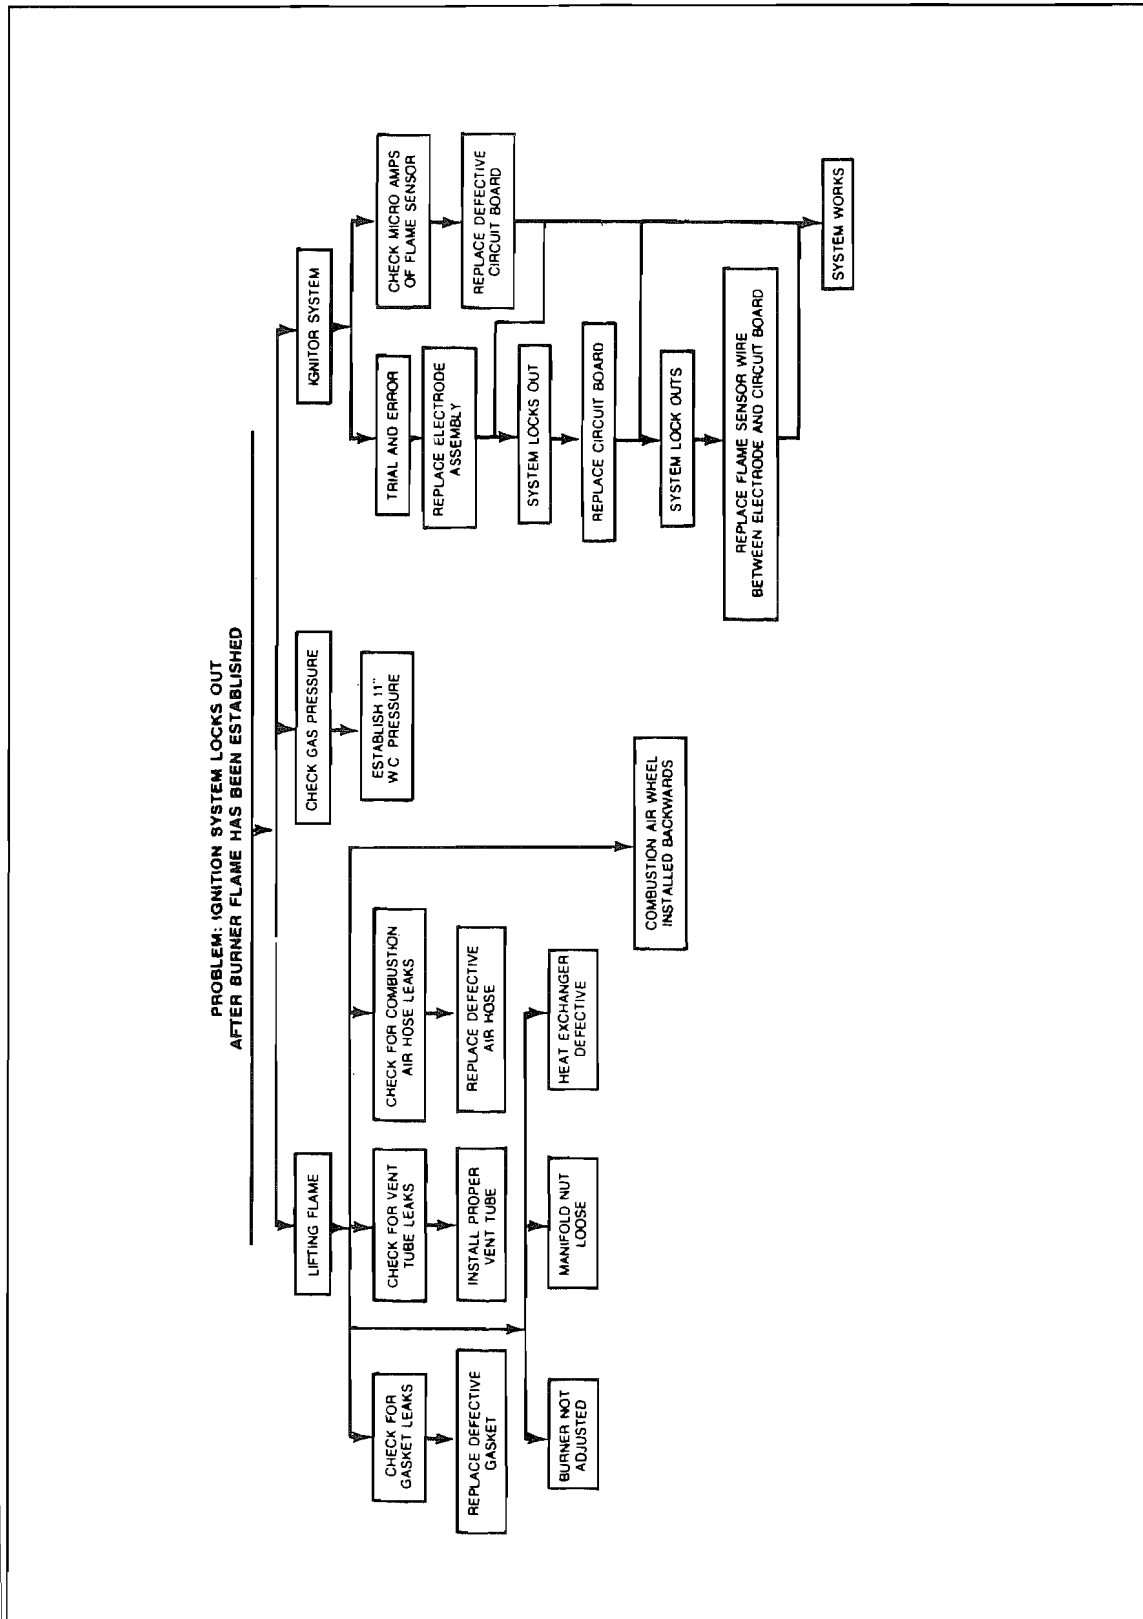 PROBLEM: IGNITION SYSTEM LOCKS OUT
AFTER BURNER FLAME HAS BEEN ESTABLISHED
LIFTING FLAME
CHECK GAS PRESSURE
IGNITOR SYSTEM
CHECK FOR
GASKET LEAKS
CHECK FOR VENT
TUBE LEAKS
CHECK FOR COMBUSTION
AIR HOSE LEAKS
ESTABLISH 11"
WC PRESSURE
TRIAL AND ERROR
CHECK MICRO AMPS
OF FLAME SENSOR
REPLACE DEFECTIVE
GASKET
INSTALL PROPER
VENT TUBE
REPLACE DEFECTIVE
AIR HOSE
REPLACE ELECTRODE
ASSEMBLY
REPLACE DEFECTIVE
CIRCUIT BOARD
BURNER NOT
ADJUSTED
MANIFOLD NUT
LOOSE
HEAT EXCHANGER
DEFECTIVE
SYSTEM LOCKS OUT
REPLACE CIRCUIT BOARD
COMBUSTION AIR WHEEL
INSTALLED BACKWARDS
SYSTEM LOCK OUTS
REPLACE FLAME SENSOR WIRE
BETWEEN ELECTRODE AND CIRCUIT BOARD
SYSTEM WORKS